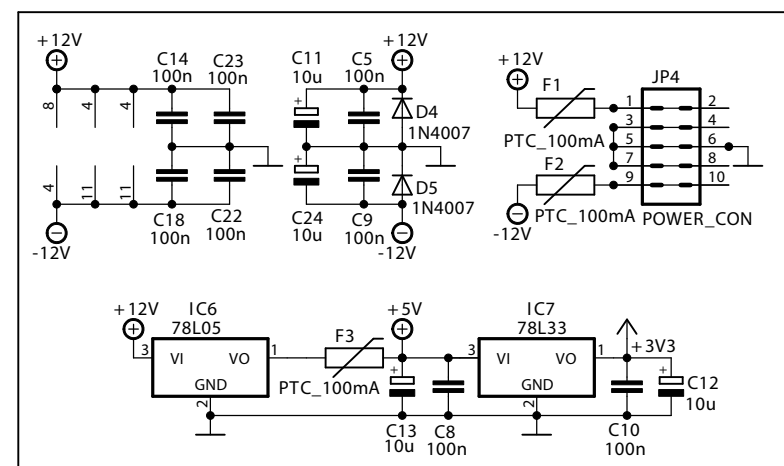 +12V
C14
100n
C23
100n
C11
10u
C5
100n
+12V
8
4
4
+
D4
1N4007
4
11
11
+
D5
1N4007
C18
100n
C22
100n
C24
10u
C9
100n
-12V
-12V
+12V
F1
PTC_100mA
F2
PTC_100mA
-12V
JP4
1
2
3
4
5
6
7
8
9
10
POWER_CON
+12V
IC6
78L05
3
VI
VO
1
GND
2
F3
PTC_100mA
+5V
+
C13
10u
C8
100n
IC7
78L33
3
VI
VO
1
GND
2
+3V3
+
C12
10u
C10
100n